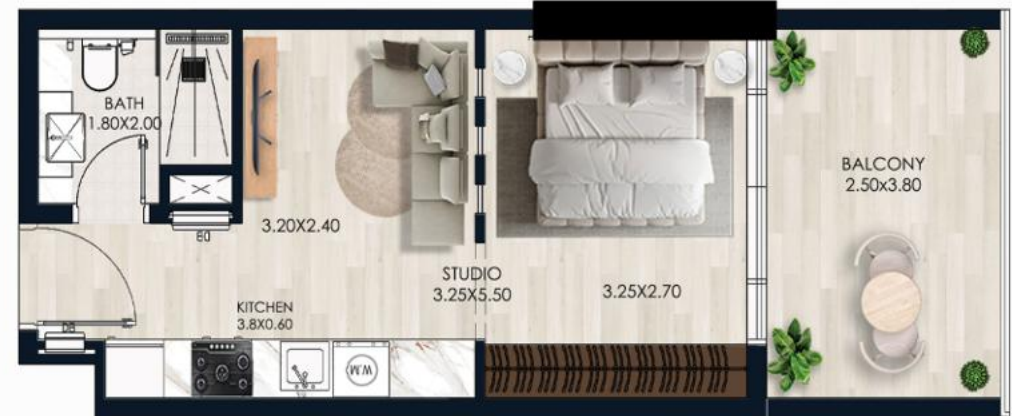 BATH
1.80X2.00
3.20X2.40
STUDIO
3.25X5.50
3.25X2.70
KITCHEN
3.8X0.60
BALCONY
2.50x3.80
W.M